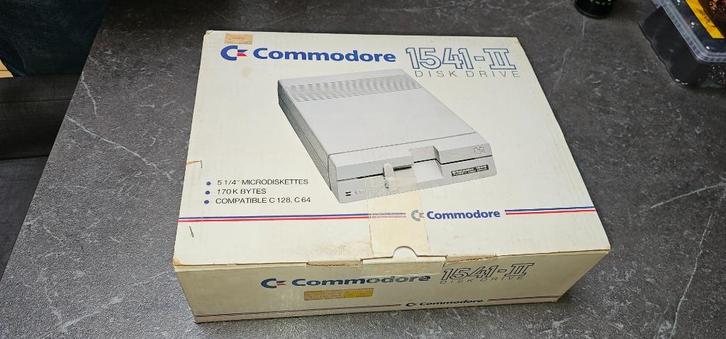 Commodore 1541-II
DISK DRIVE
• 5 1/4" MICRODISKETTES
• 170 K BYTES
• COMPATIBLE C 128, C 64
Commodore
Commodore 1541-II
DISK DRIVE
Commodore